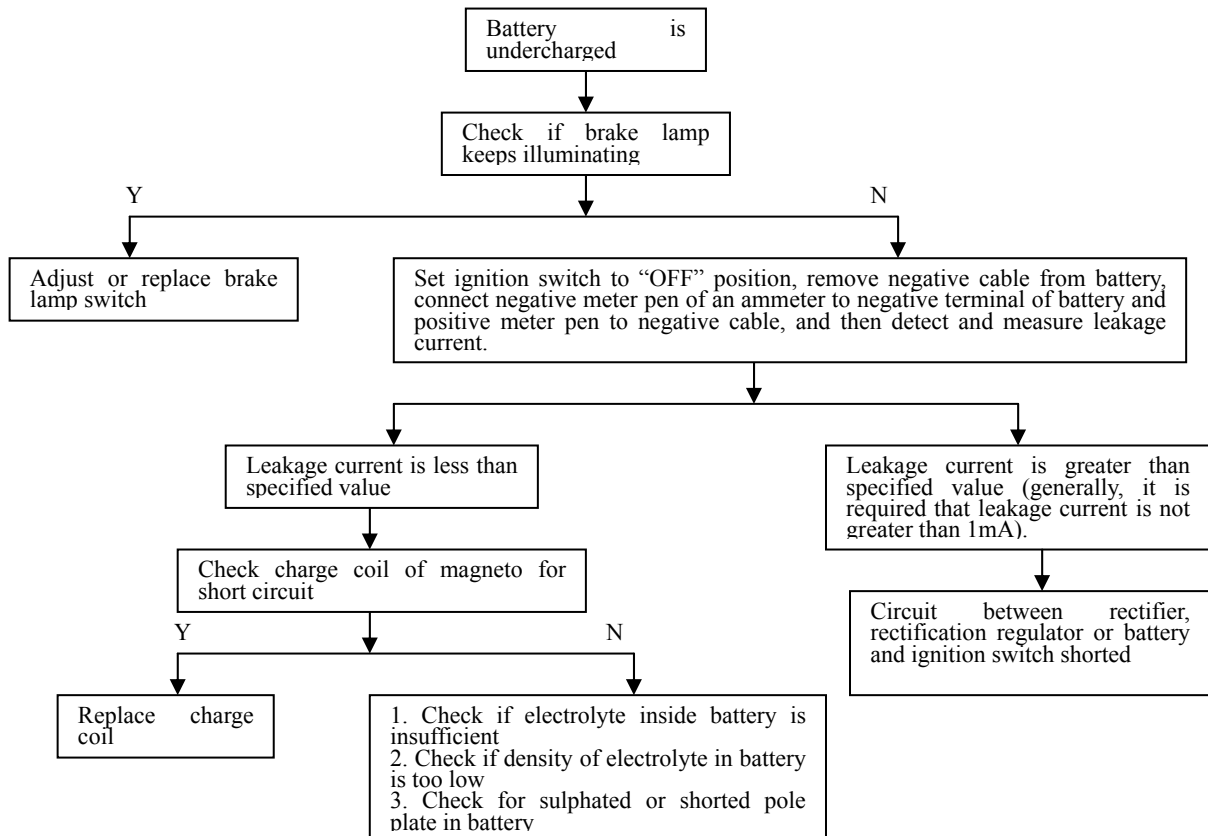 Battery is
undercharged
Check if brake lamp
keeps illuminating
Y
N
Adjust or replace brake
lamp switch
Set ignition switch to “OFF” position, remove negative cable from battery,
connect negative meter pen of an ammeter to negative terminal of battery and
positive meter pen to negative cable, and then detect and measure leakage
current.
Leakage current is less than
specified value
Leakage current is greater than
specified value (generally, it is
required that leakage current is not
greater than 1mA).
Check charge coil of magneto for
short circuit
Circuit between rectifier,
rectification regulator or battery
and ignition switch shorted
Y
N
Replace charge
coil
1. Check if electrolyte inside battery is
insufficient
2. Check if density of electrolyte in battery
is too low
3. Check for sulphated or shorted pole
plate in battery